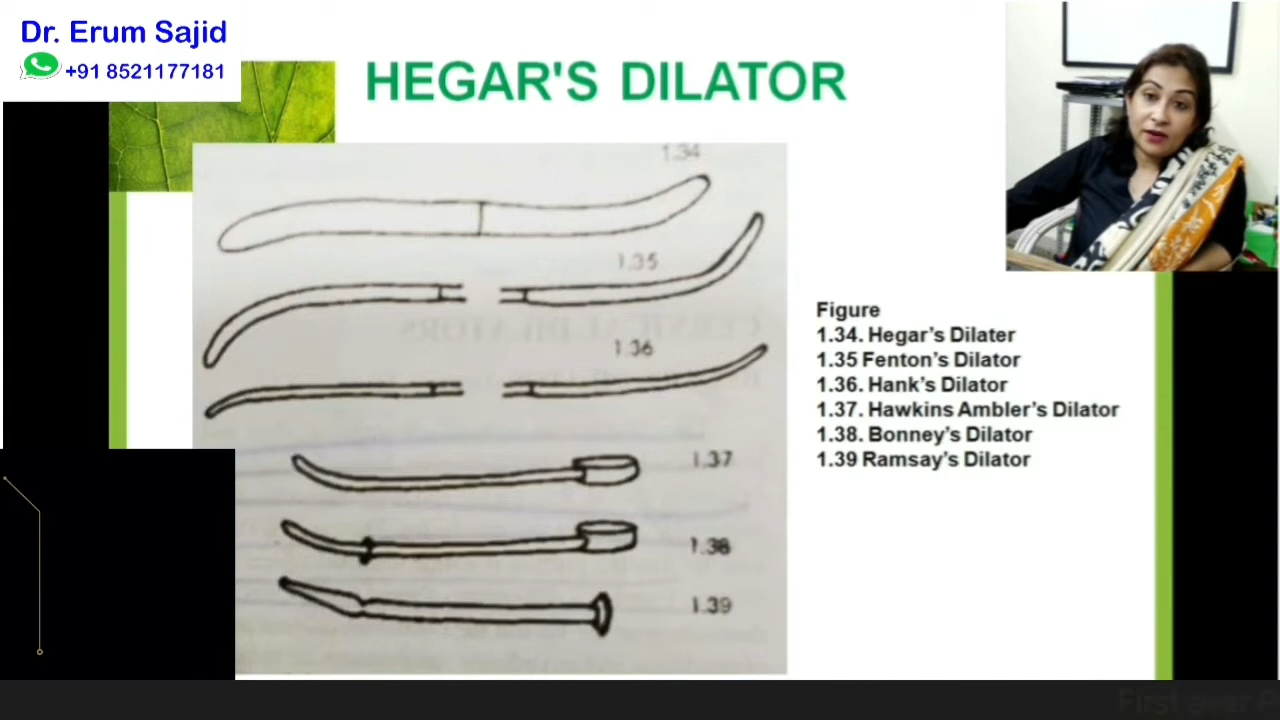 Dr. Erum Sajid
+91 8521177181
HEGAR'S DILATOR
1.34
1.35
1.36
1.37
1.38
1.39
Figure
1.34. Hegar’s Dilater
1.35 Fenton’s Dilator
1.36. Hank’s Dilator
1.37. Hawkins Ambler’s Dilator
1.38. Bonney’s Dilator
1.39 Ramsay’s Dilator